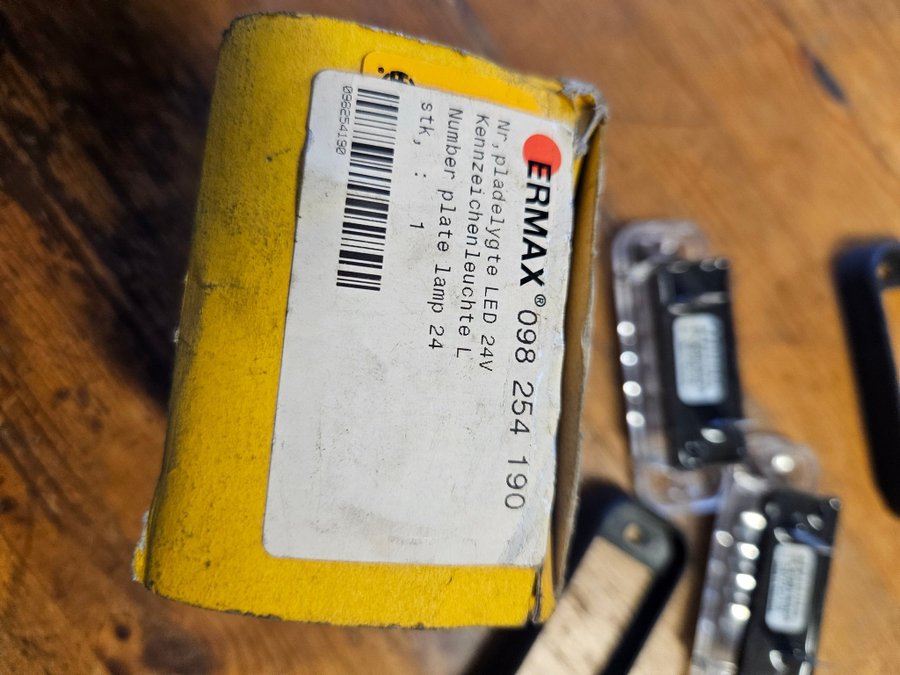 ERMAX® 098 254 190
Nr.pladelygte LED 24V
Kennzeichenleuchte L
Number plate lamp 24
stk, : 1
098254190